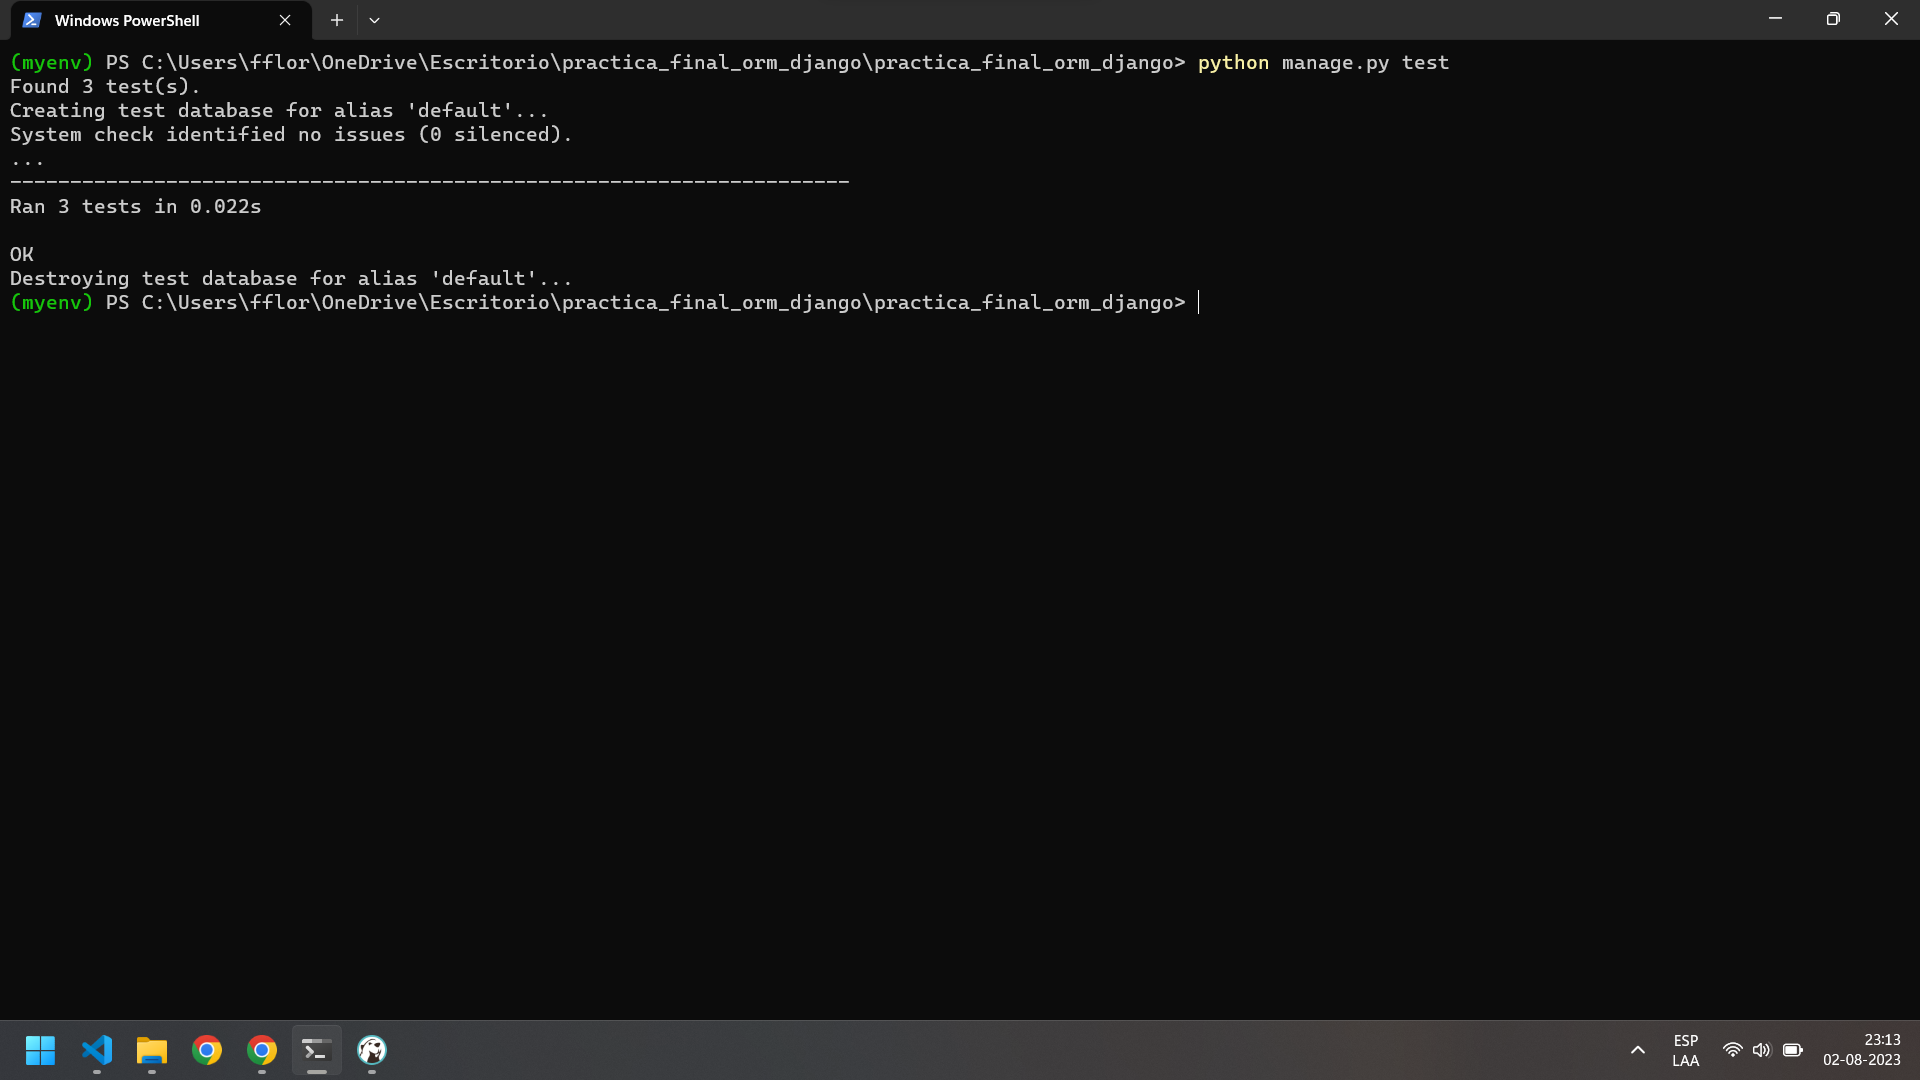 Windows PowerShell
(myenv) PS C:\Users\fflor\OneDrive\Escritorio\practica_final_orm_django\practica_final_orm_django> python manage.py test
Found 3 test(s).
Creating test database for alias 'default'...
System check identified no issues (0 silenced).
...
----------------------------------------------------------------------
Ran 3 tests in 0.022s

OK
Destroying test database for alias 'default'...
(myenv) PS C:\Users\fflor\OneDrive\Escritorio\practica_final_orm_django\practica_final_orm_django>
ESP
LAA
23:13
02-08-2023